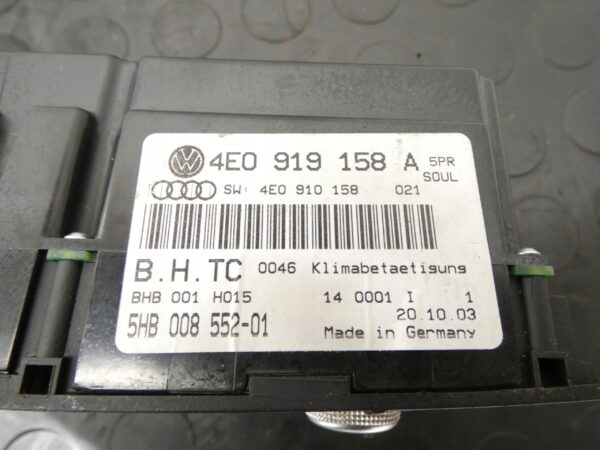 4E0 919 158 A 5PR
SOUL
SW: 4E0 910 158 021
B.H.TC 0046 Klimabetaetigung
BHB 001 H015 14 0001 I 1
20.10.03
5HB 008 552-01 Made in Germany